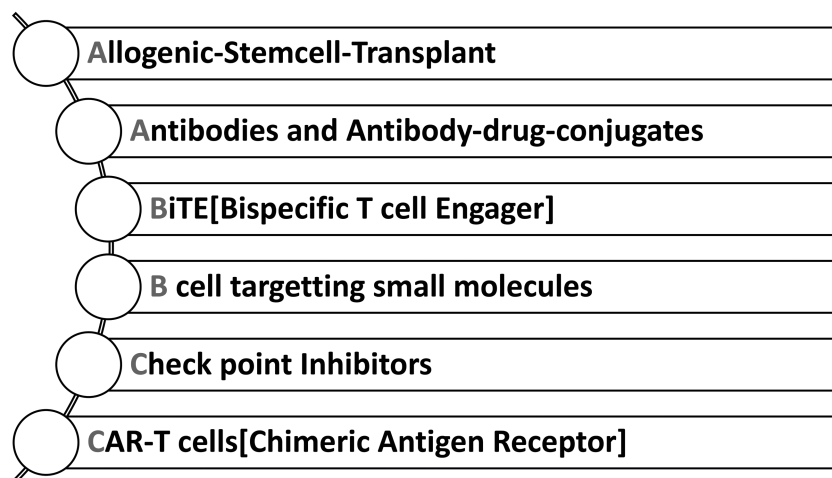 Allogenic-Stemcell-Transplant
Antibodies and Antibody-drug-conjugates
BiTE[Bispecific T cell Engager]
B cell targetting small molecules
Check point Inhibitors
CAR-T cells[Chimeric Antigen Receptor]